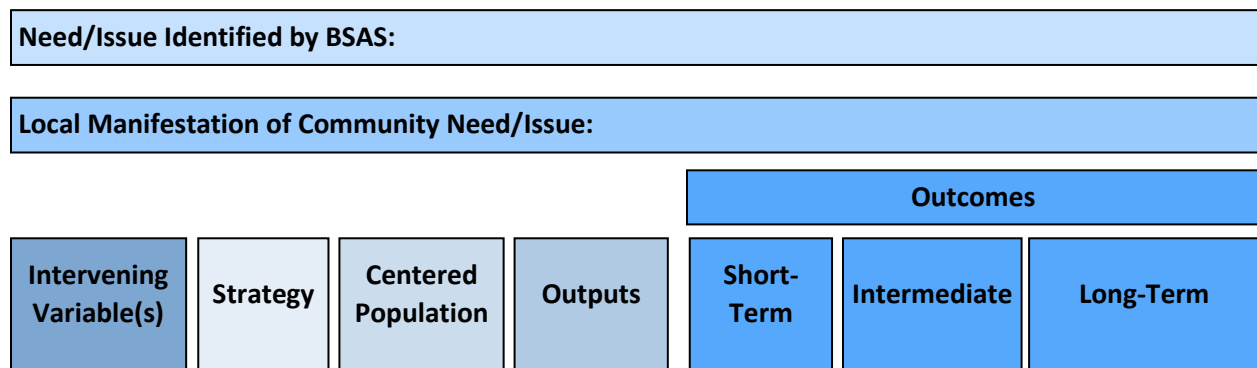 Need/Issue Identified by BSAS:
Local Manifestation of Community Need/Issue:
Outcomes
Intervening
Variable(s)
Strategy
Centered
Population
Outputs
Short-
Term
Intermediate
Long-Term